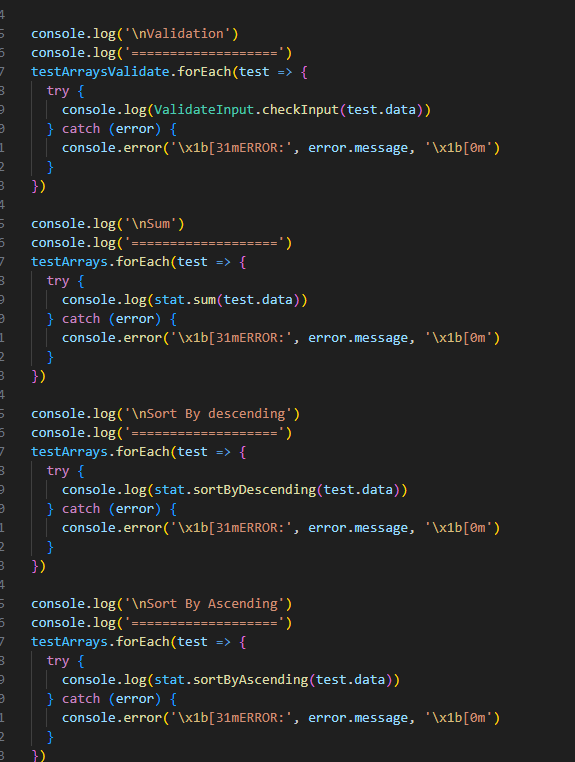 4
5 console.log('\nValidation')
6 console.log('===================')
7 testArraysValidate.forEach(test => {
8 try {
9 console.log(ValidateInput.checkInput(test.data))
0 } catch (error) {
1 console.error('\x1b[31mERROR:', error.message, '\x1b[0m')
2 }
3 })
4
5 console.log('\nSum')
6 console.log('===================')
7 testArrays.forEach(test => {
8 try {
9 console.log(stat.sum(test.data))
0 } catch (error) {
1 console.error('\x1b[31mERROR:', error.message, '\x1b[0m')
2 }
3 })
4
5 console.log('\nSort By descending')
6 console.log('===================')
7 testArrays.forEach(test => {
8 try {
9 console.log(stat.sortByDescending(test.data))
0 } catch (error) {
1 console.error('\x1b[31mERROR:', error.message, '\x1b[0m')
2 }
3 })
4
5 console.log('\nSort By Ascending')
6 console.log('===================')
7 testArrays.forEach(test => {
8 try {
9 console.log(stat.sortByAscending(test.data))
0 } catch (error) {
1 console.error('\x1b[31mERROR:', error.message, '\x1b[0m')
2 }
3 })